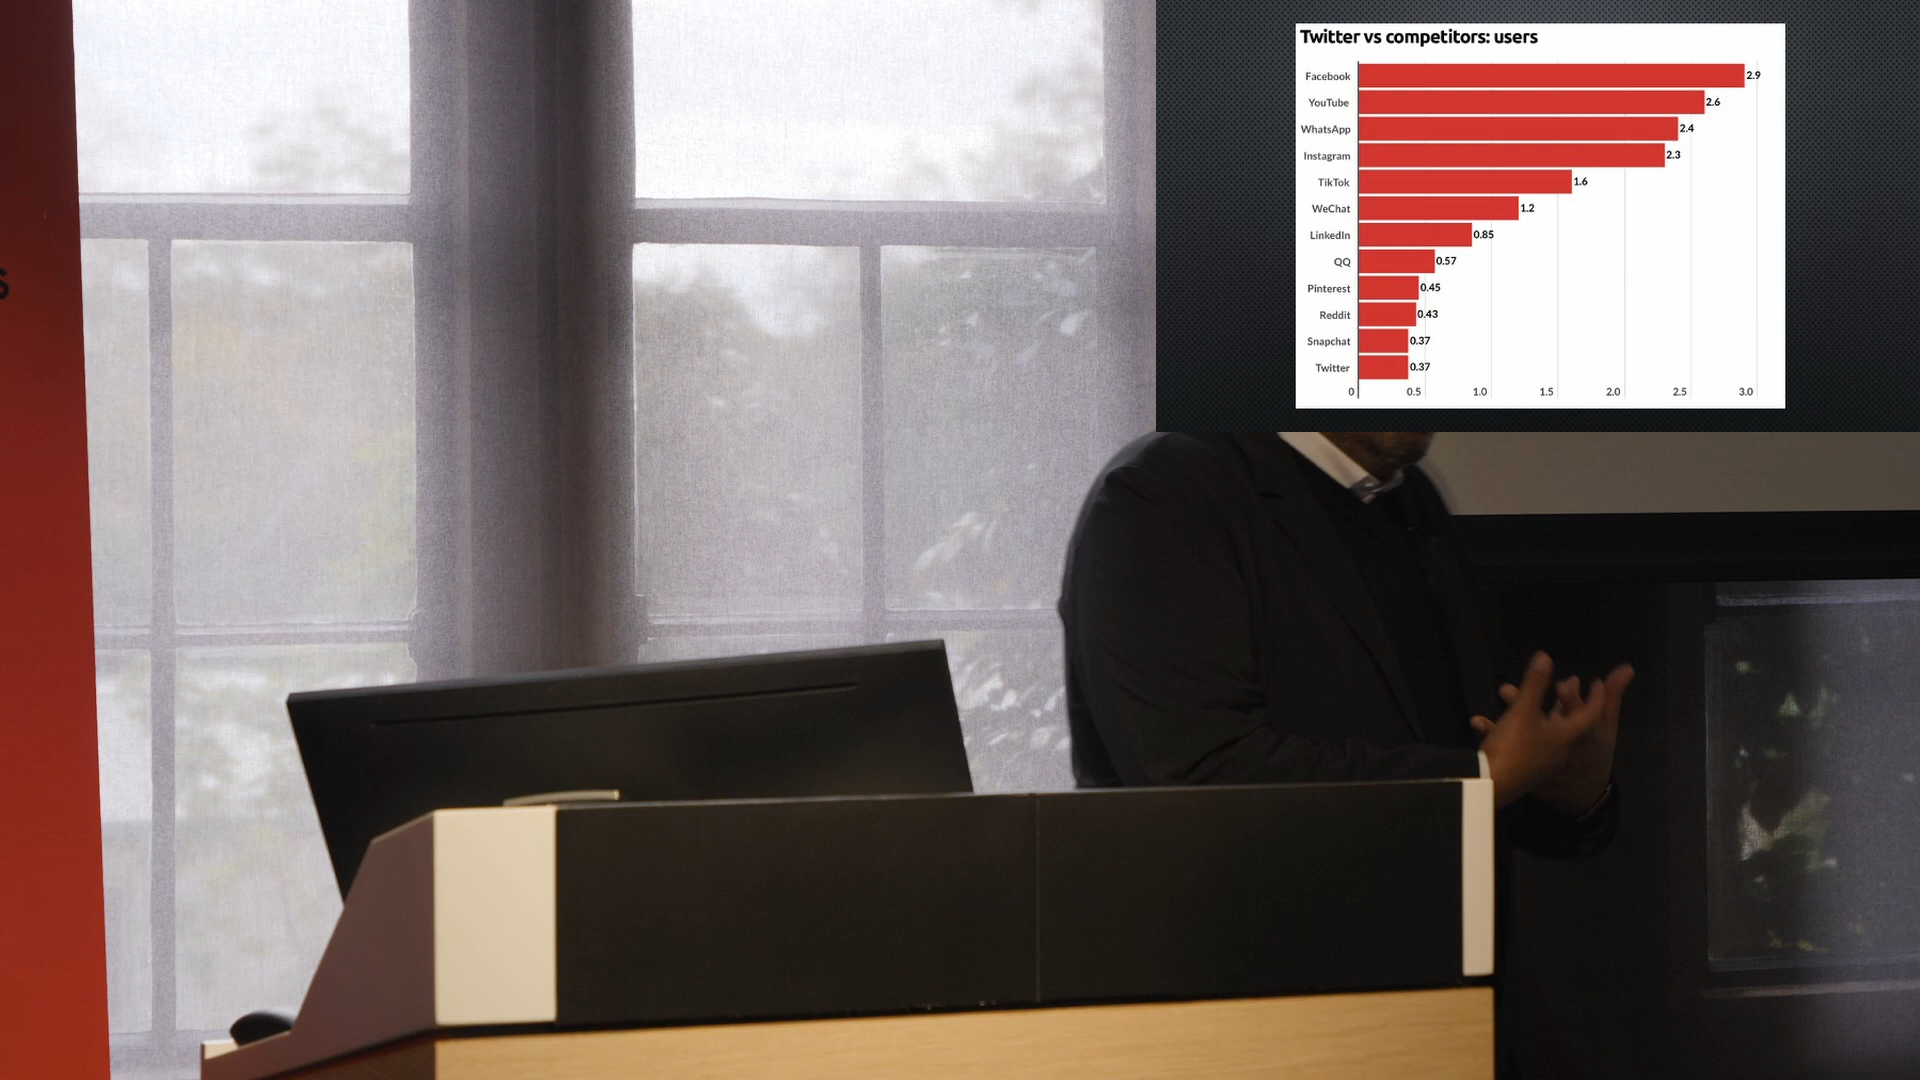 S
Twitter vs competitors: users
Facebook 2.9
YouTube 2.6
WhatsApp 2.4
Instagram 2.3
TikTok 1.6
WeChat 1.2
LinkedIn 0.85
QQ 0.57
Pinterest 0.45
Reddit 0.43
Snapchat 0.37
Twitter 0.37
0 0.5 1.0 1.5 2.0 2.5 3.0